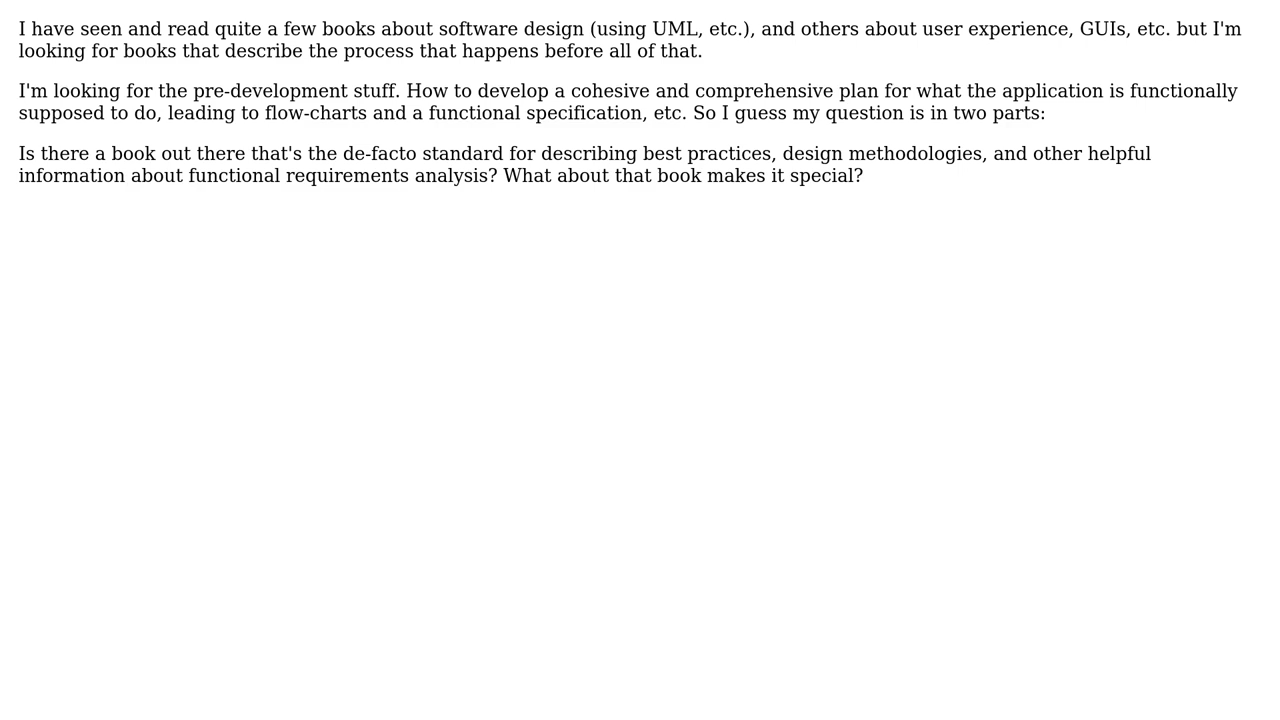 I have seen and read quite a few books about software design (using UML, etc.), and others about user experience, GUIs, etc. but I'm
looking for books that describe the process that happens before all of that.
I'm looking for the pre-development stuff. How to develop a cohesive and comprehensive plan for what the application is functionally
supposed to do, leading to flow-charts and a functional specification, etc. So I guess my question is in two parts:
Is there a book out there that's the de-facto standard for describing best practices, design methodologies, and other helpful
information about functional requirements analysis? What about that book makes it special?